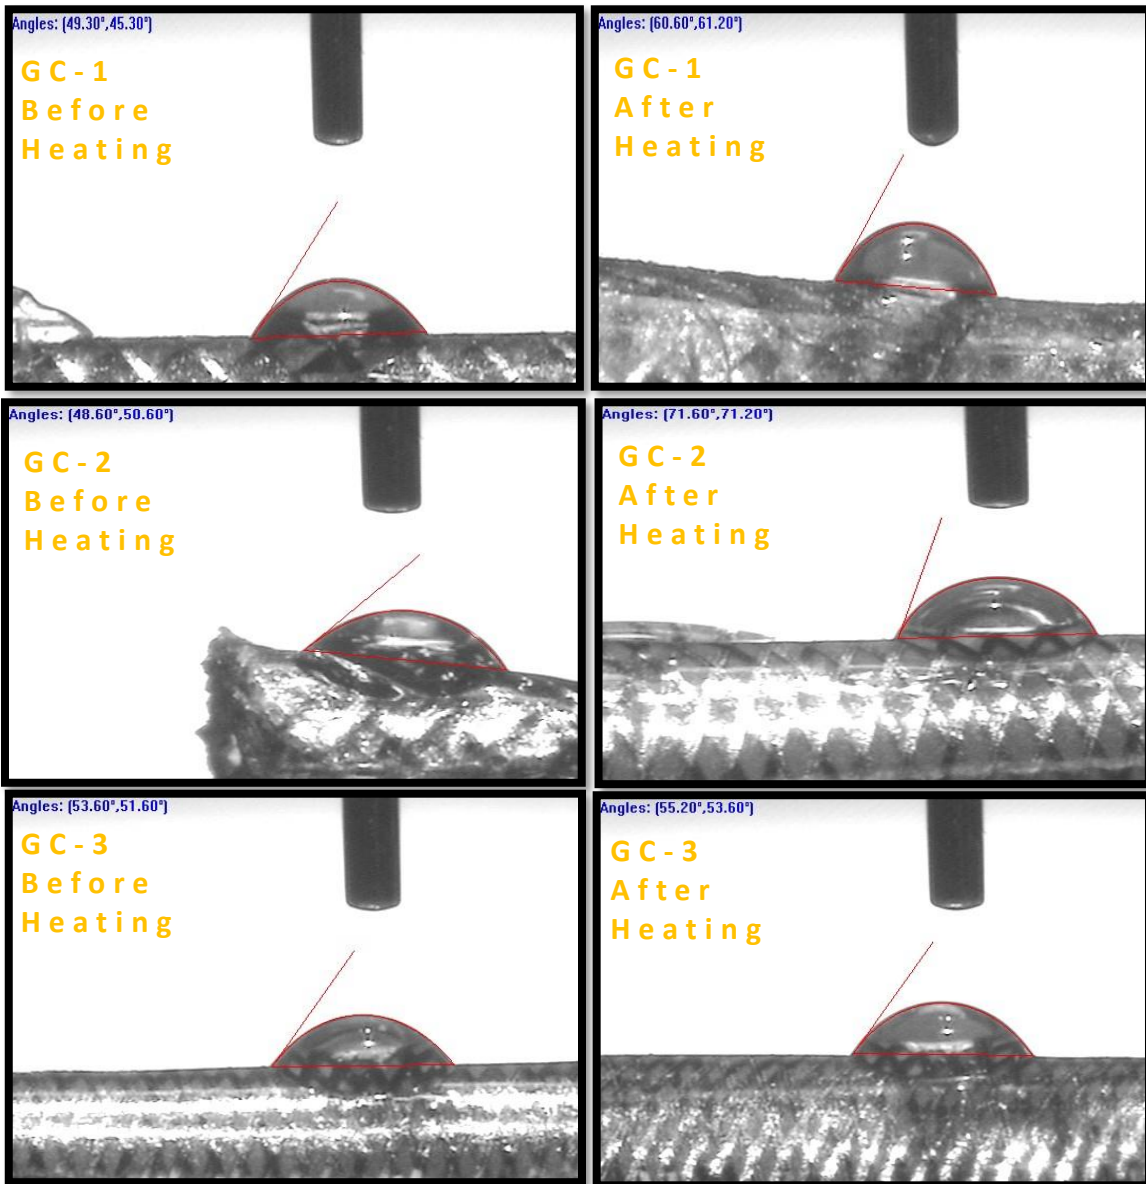 Angles: (49.30°,45.30°)
GC-1
Before
Heating
Angles: (60.60°,61.20°)
GC-1
After
Heating
Angles: (48.60°,50.60°)
GC-2
Before
Heating
Angles: (71.60°,71.20°)
GC-2
After
Heating
Angles: (53.60°,51.60°)
GC-3
Before
Heating
Angles: (55.20°,53.60°)
GC-3
After
Heating